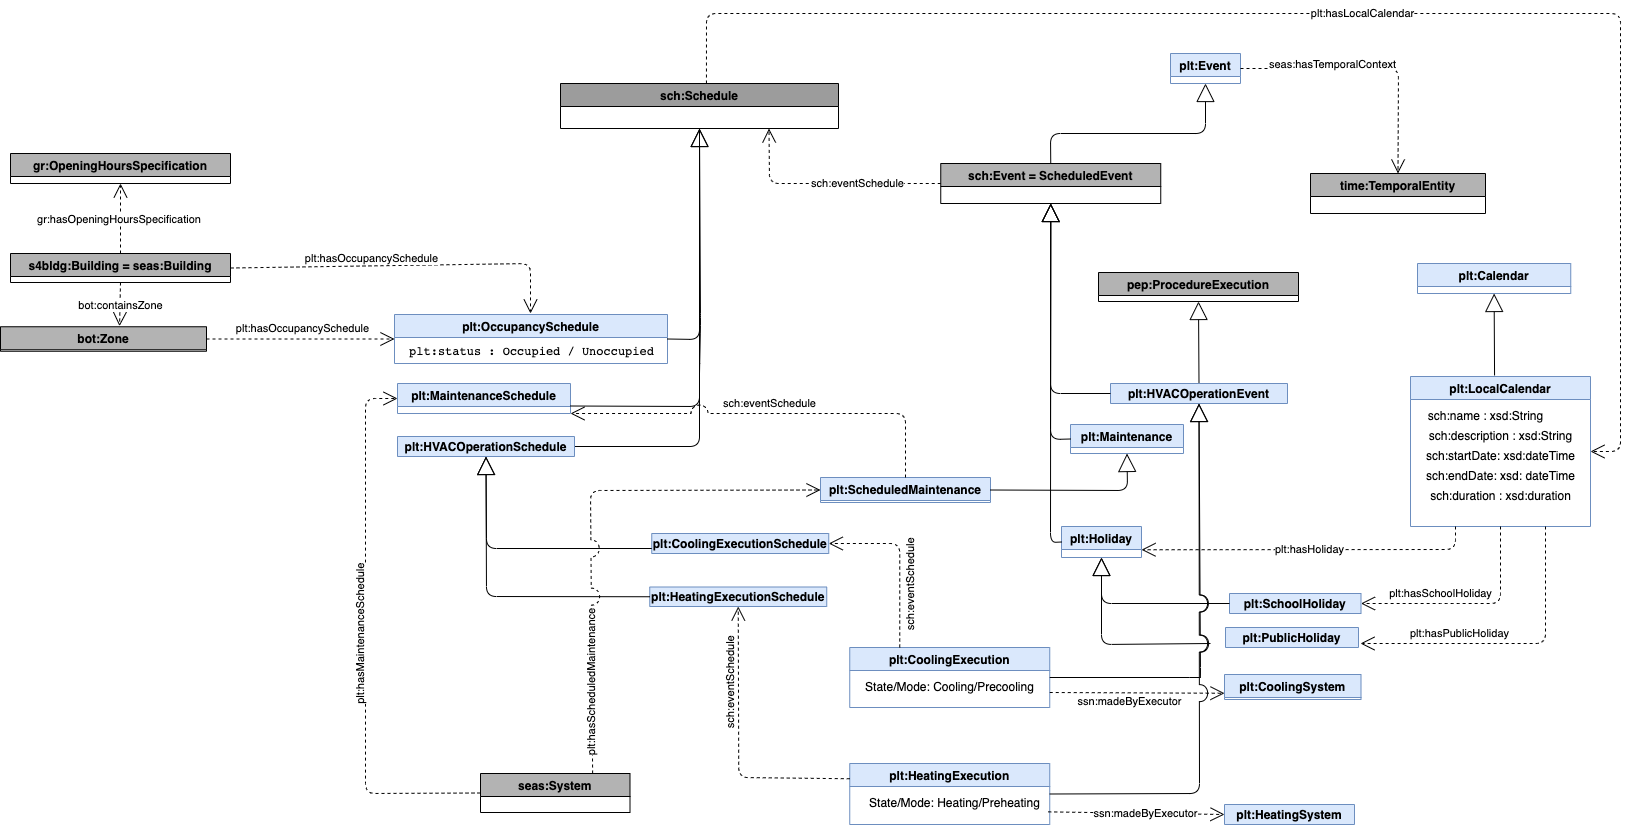 plt:hasLocalCalendar
plt:Event
seas:hasTemporalContext
sch:Schedule
gr:OpeningHoursSpecification
sch:Event = ScheduledEvent
sch:eventSchedule
time:TemporalEntity
gr:hasOpeningHoursSpecification
s4bldg:Building = seas:Building
plt:hasOccupancySchedule
pep:ProcedureExecution
plt:Calendar
bot:containsZone
bot:Zone
plt:hasOccupancySchedule
plt:OccupancySchedule
plt:status : Occupied / Unoccupied
plt:MaintenanceSchedule
sch:eventSchedule
plt:HVACOperationEvent
plt:LocalCalendar
sch:name : xsd:String
sch:description : xsd:String
sch:startDate: xsd:dateTime
sch:endDate: xsd: dateTime
sch:duration : xsd:duration
plt:HVACOperationSchedule
plt:Maintenance
plt:ScheduledMaintenance
plt:CoolingExecutionSchedule
plt:Holiday
plt:hasHoliday
plt:HeatingExecutionSchedule
sch:eventSchedule
plt:SchoolHoliday
plt:hasSchoolHoliday
plt:PublicHoliday
plt:hasPublicHoliday
plt:hasMaintenanceSchedule
plt:hasScheduledMaintenance
sch:eventSchedule
plt:CoolingExecution
State/Mode: Cooling/Precooling
ssn:madeByExecutor
plt:CoolingSystem
seas:System
plt:HeatingExecution
State/Mode: Heating/Preheating
ssn:madeByExecutor
plt:HeatingSystem